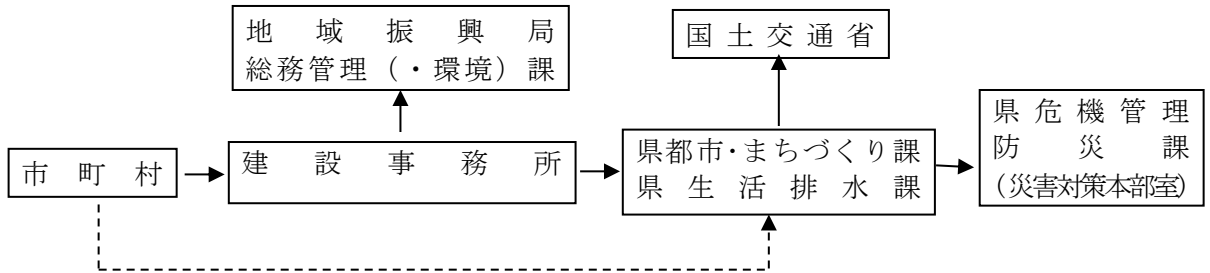 地域振興局
総務管理（・環境）課
国土交通省
市町村
建設事務所
県都市・まちづくり課
県生活排水課
県危機管理
防災課
（災害対策本部室）